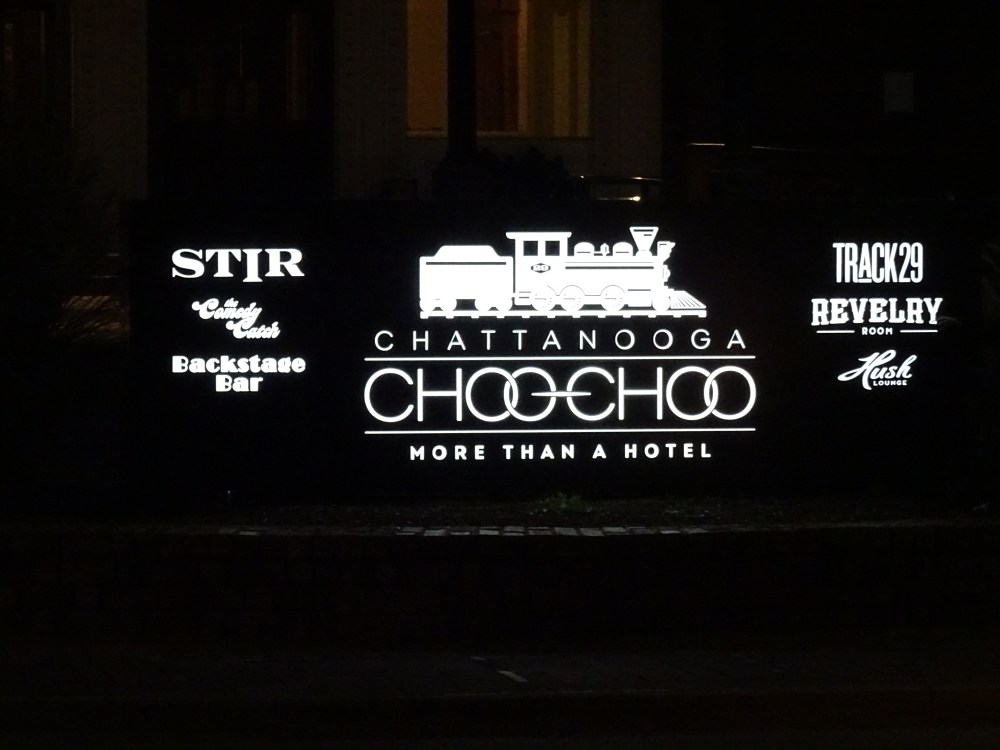 STIR
the
Comedy
Catch
Backstage
Bar
CHATTANOOGA
CHOO-CHOO
MORE THAN A HOTEL
TRACK29
REVELRY
ROOM
Hush
LOUNGE